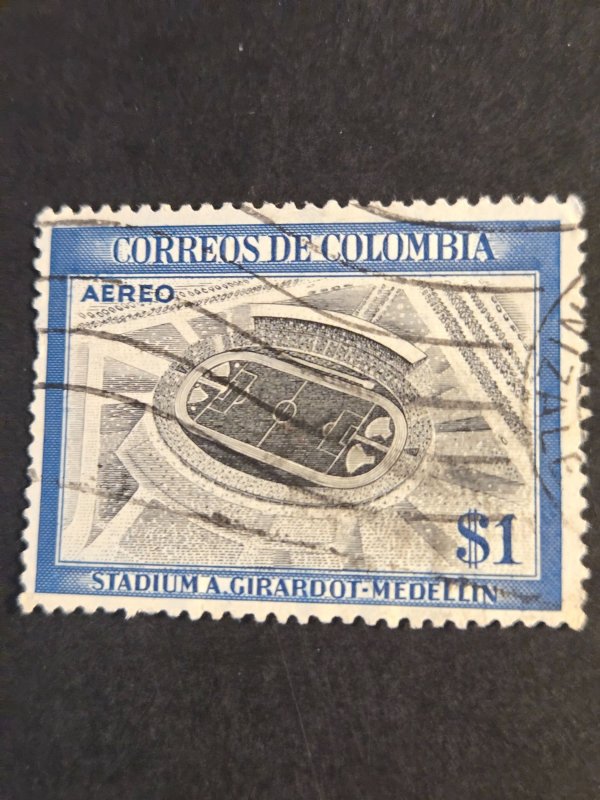 CORREOS DE COLOMBIA
AEREO
$1
STADIUM A. GIRARDOT-MEDELLIN